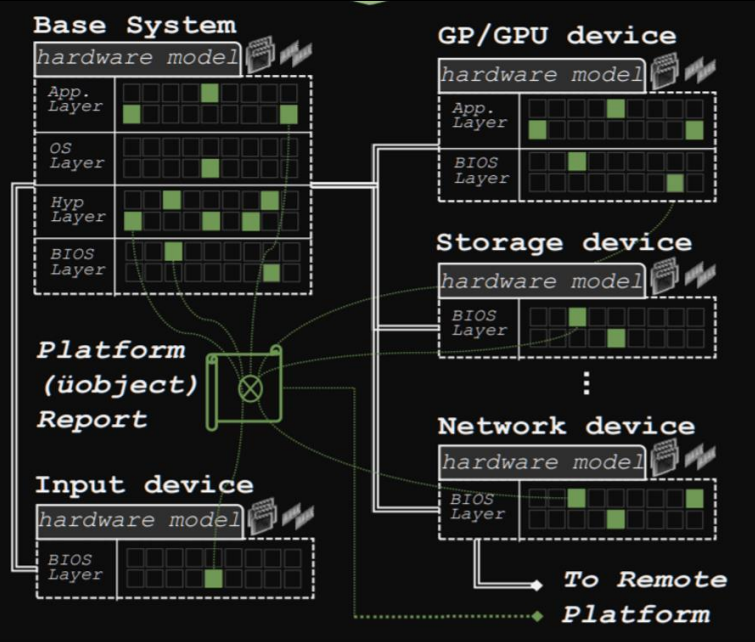 Base System
hardware model
App.
Layer
OS
Layer
Hyp
Layer
BIOS
Layer
Platform
(üobject)
Report
Input device
hardware model
BIOS
Layer
GP/GPU device
hardware model
App.
Layer
BIOS
Layer
Storage device
hardware model
BIOS
Layer
Network device
hardware model
BIOS
Layer
To Remote
Platform